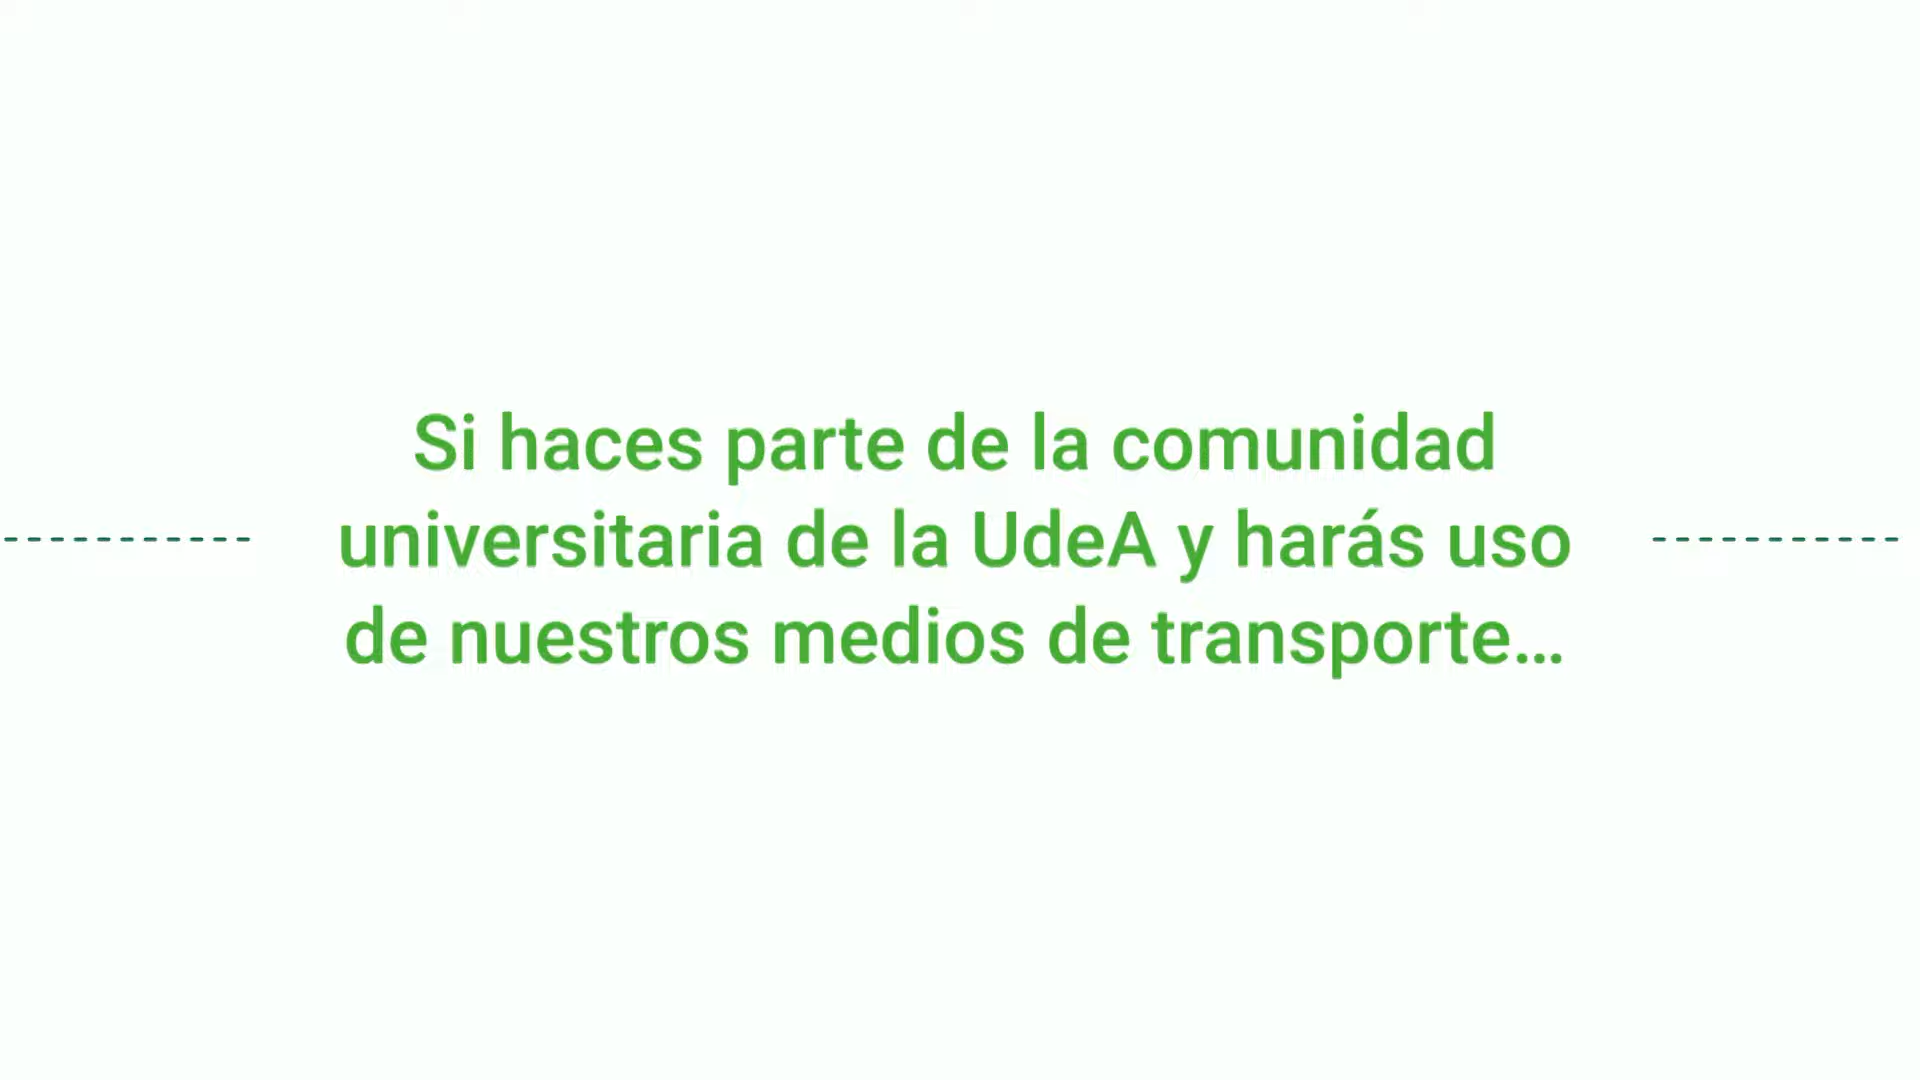 Si haces parte de la comunidad
universitaria de la UdeA y harás uso
de nuestros medios de transporte...